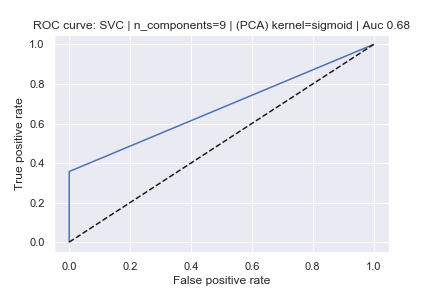 ROC curve: SVC | n_components=9 | (PCA) kernel=sigmoid | Auc 0.68
1.0
0.8
0.6
0.4
0.2
0.0
True positive rate
0.0 0.2 0.4 0.6 0.8 1.0
False positive rate